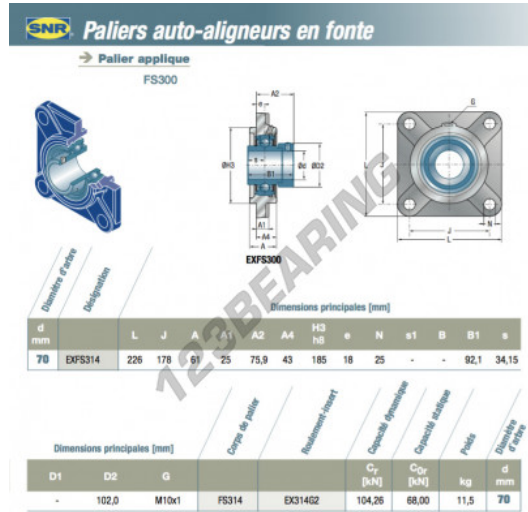 SNR Paliers auto-aligneurs en fonte
Palier applique
FS300
A2
e
G
s
ØH3
Ød
ØD2
B1
L
J
A1
A4
A
N
J
L
EXFS300
123BEARING
Diamètre d'arbre
Désignation
Dimensions principales [mm]
d mm L J A A1 A2 A4 H3 h8 e N s1 B B1 s
70 EXFS314 226 178 61 25 75,9 43 185 18 25 - - 92,1 34,15
Dimensions principales [mm]
Corps de palier
Roulement-insert
Capacité dynamique
Capacité statique
Poids
Diamètre d'arbre
D1 D2 G Cr [kN] C0r [kN] kg d mm
- 102,0 M10x1 FS314 EX314G2 104,26 68,00 11,5 70